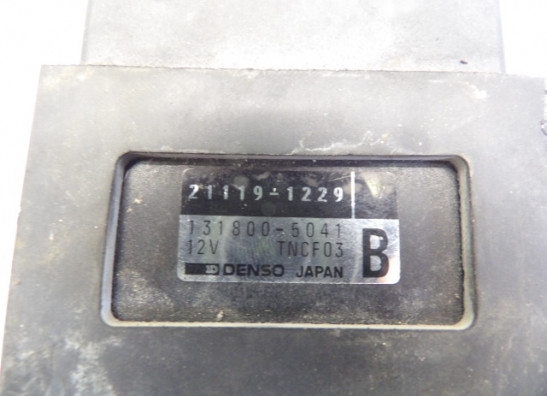 21119-1229
131800-5041
12V TNCF03
DENSO JAPAN B